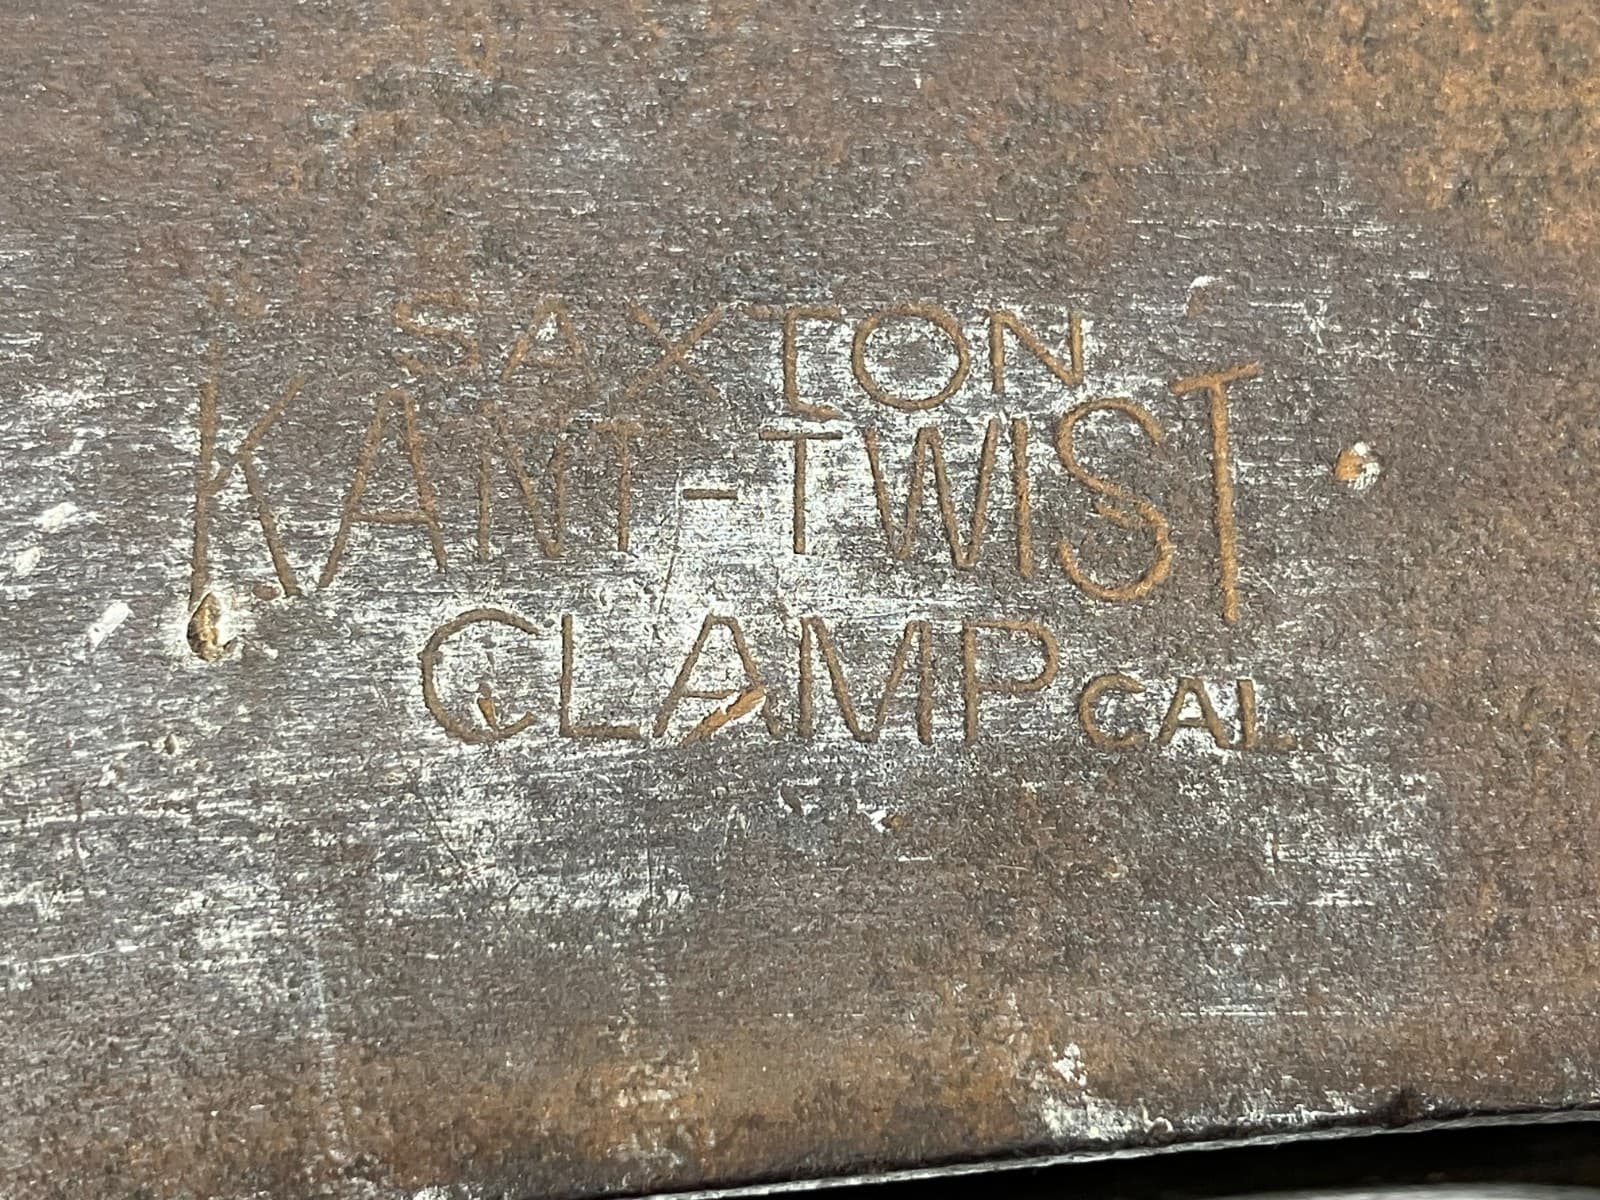 SAXTON
KANT-TWIST
CLAMP CAL.